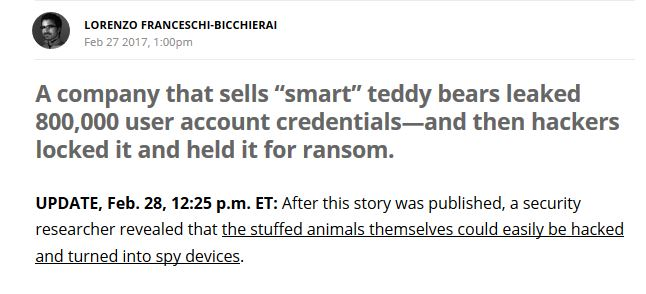 LORENZO FRANCESCHI-BICCHIERAI
Feb 27 2017, 1:00pm
A company that sells “smart” teddy bears leaked
800,000 user account credentials—and then hackers
locked it and held it for ransom.
UPDATE, Feb. 28, 12:25 p.m. ET: After this story was published, a security
researcher revealed that the stuffed animals themselves could easily be hacked
and turned into spy devices.